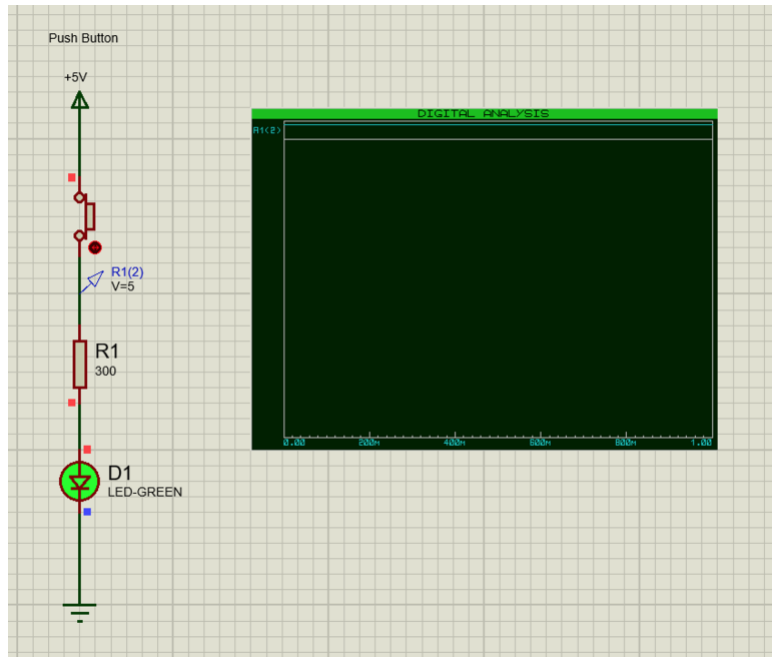 Push Button
+5V
DIGITAL ANALYSIS
R1(2)
R1(2)
V=5
R1
300
0.00 200m 400m 600m 800m 1.00
D1
LED-GREEN